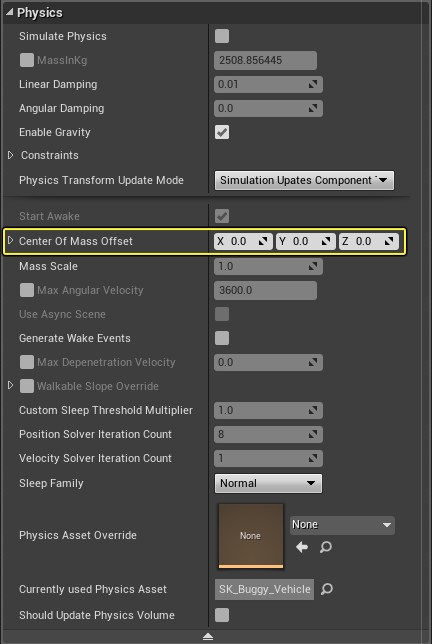 Physics
Simulate Physics
MassInKg 2508.856445
Linear Damping 0.01
Angular Damping 0.0
Enable Gravity
Constraints
Physics Transform Update Mode Simulation Upates Component T
Start Awake
Center Of Mass Offset X 0.0 Y 0.0 Z 0.0
Mass Scale 1.0
Max Angular Velocity 3600.0
Use Async Scene
Generate Wake Events
Max Depenetration Velocity 0.0
Walkable Slope Override
Custom Sleep Threshold Multiplier 1.0
Position Solver Iteration Count 8
Velocity Solver Iteration Count 1
Sleep Family Normal
Physics Asset Override None None
Currently used Physics Asset SK_Buggy_Vehicle
Should Update Physics Volume